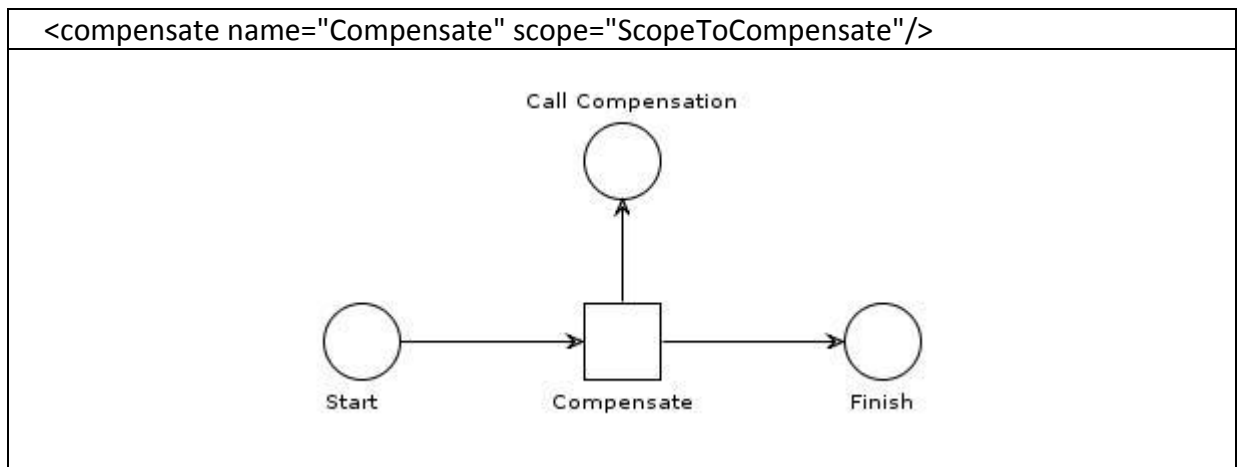 <compensate name="Compensate" scope="ScopeToCompensate"/>
Call Compensation
Start
Compensate
Finish